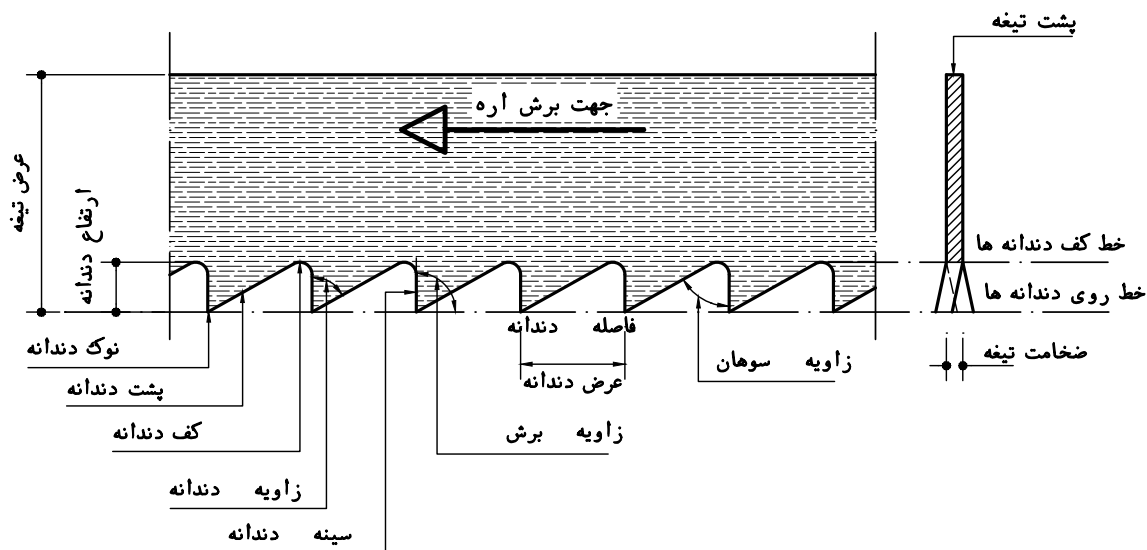 پشت تیغه
جهت برش أره
عرض تیغه
ارتفاع دندانه
خط کف دندانه ها
خط روی دندانه ها
فاصله دندانه
نوک دندانه
ضخامت تیغه
زاویه سوهان
عرض دندانه
پشت دندانه
کف دندانه
زاویه برش
زاویه دندانه
سینه دندانه